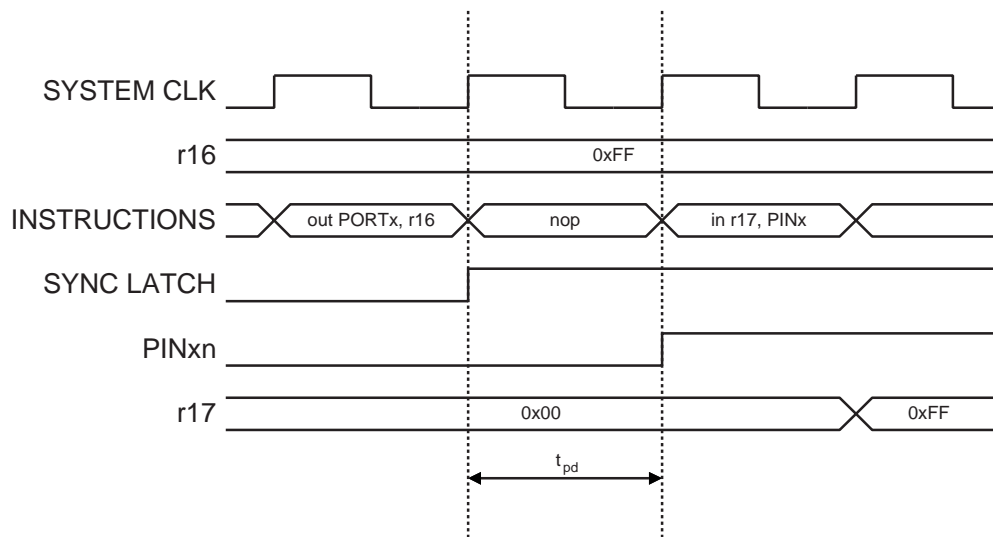 SYSTEM CLK
r16
0xFF
INSTRUCTIONS
out PORTx, r16
nop
in r17, PINx
SYNC LATCH
PINxn
r17
0x00
0xFF
tpd